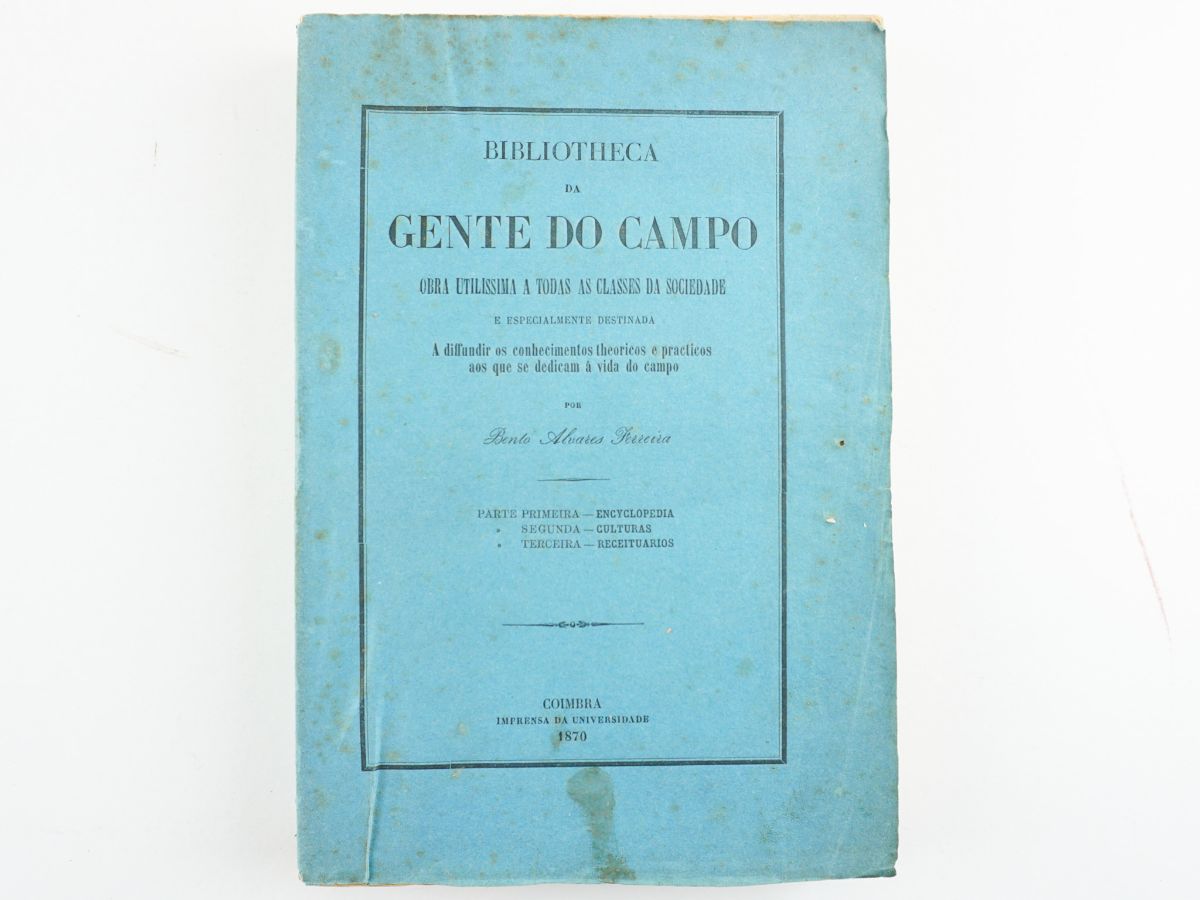 BIBLIOTHECA
DA
GENTE DO CAMPO
OBRA UTILISSIMA A TODAS AS CLASSES DA SOCIEDADE
E ESPECIALMENTE DESTINADA
A diffundir os conhecimentos theoricos e practicos
aos que se dedicam á vida do campo
POR
Bento Alvares Ferreira
PARTE PRIMEIRA — ENCYCLOPEDIA
» SEGUNDA — CULTURAS
» TERCEIRA — RECEITUARIOS
COIMBRA
IMPRENSA DA UNIVERSIDADE
1870